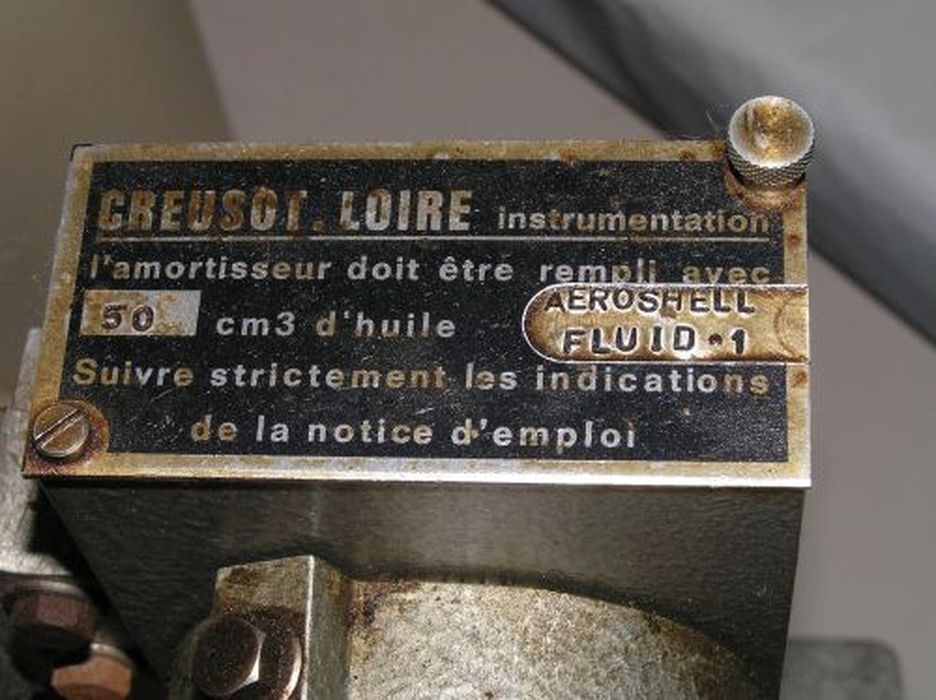 CREUSOT. LOIRE instrumentation
l'amortisseur doit être rempli avec
50 cm3 d'huile AEROSHELL
FLUID·1
Suivre strictement les indications
de la notice d'emploi